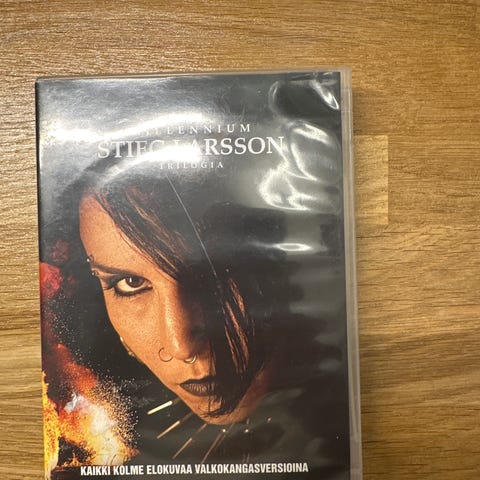 MILLENNIUM
STIEG LARSSON
TRILOGIA
KAIKKI KOLME ELOKUVAA VALKOKANGASVERSIOINA